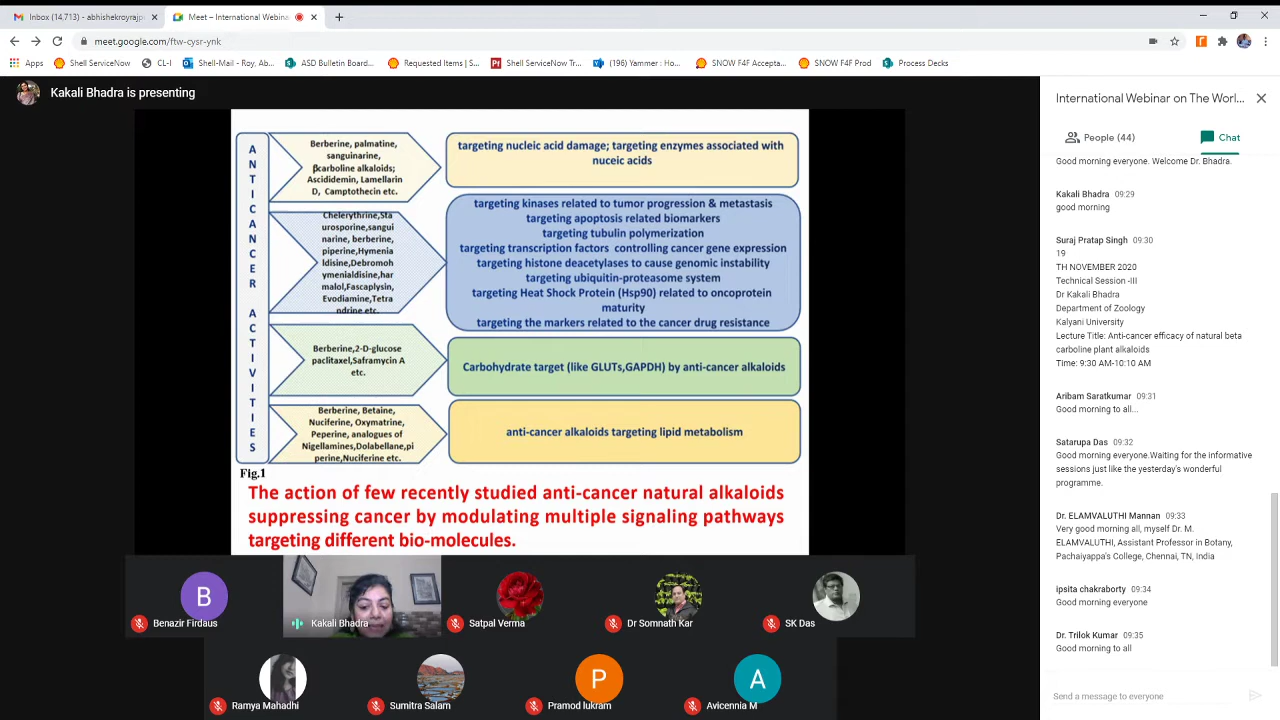 Inbox (14,713) - abhishekroyrajp
Meet – International Webinar
meet.google.com/ftw-cysr-ynk
Apps
Shell ServiceNow
CL-I
Shell-Mail - Roy, Ab...
ASD Bulletin Board...
Requested Items | S...
Shell ServiceNow Tr...
(196) Yammer : Ho...
SNOW F4F Accepta...
SNOW F4F Prod
Process Decks
Kakali Bhadra is presenting
ANTICANCER ACTIVITIES
Berberine, palmatine,
sanguinarine,
βcarboline alkaloids;
Ascididemin, Lamellarin
D, Camptothecin etc.
targeting nucleic acid damage; targeting enzymes associated with
nuceic acids
Chelerythrine,Sta
urosporine,sangui
narine, berberine,
piperine,Hymenia
ldisine,Debromoh
ymenialdisine,har
malol,Fascaplysin,
Evodiamine,Tetra
ndrine etc.
targeting kinases related to tumor progression & metastasis
targeting apoptosis related biomarkers
targeting tubulin polymerization
targeting transcription factors controlling cancer gene expression
targeting histone deacetylases to cause genomic instability
targeting ubiquitin-proteasome system
targeting Heat Shock Protein (Hsp90) related to oncoprotein
maturity
targeting the markers related to the cancer drug resistance
Berberine,2-D-glucose
paclitaxel,Saframycin A
etc.
Carbohydrate target (like GLUTs,GAPDH) by anti-cancer alkaloids
Berberine, Betaine,
Nuciferine, Oxymatrine,
Peperine, analogues of
Nigellamines,Dolabellane,pi
perine,Nuciferine etc.
anti-cancer alkaloids targeting lipid metabolism
Fig.1
The action of few recently studied anti-cancer natural alkaloids
suppressing cancer by modulating multiple signaling pathways
targeting different bio-molecules.
B
Benazir Firdaus
Kakali Bhadra
Satpal Verma
Dr Somnath Kar
SK Das
Ramya Mahadhi
Sumitra Salam
P
Pramod lukram
A
Avicennia M
International Webinar on The Worl...
People (44)
Chat
Good morning everyone. Welcome Dr. Bhadra.
Kakali Bhadra 09:29
good morning
Suraj Pratap Singh 09:30
19
TH NOVEMBER 2020
Technical Session -III
Dr Kakali Bhadra
Department of Zoology
Kalyani University
Lecture Title: Anti-cancer efficacy of natural beta
carboline plant alkaloids
Time: 9:30 AM-10:10 AM
Aribam Saratkumar 09:31
Good morning to all...
Satarupa Das 09:32
Good morning everyone.Waiting for the informative
sessions just like the yesterday's wonderful
programme.
Dr. ELAMVALUTHI Mannan 09:33
Very good morning all, myself Dr. M.
ELAMVALUTHI, Assistant Professor in Botany,
Pachaiyappa's College, Chennai, TN, India
ipsita chakraborty 09:34
Good morning everyone
Dr. Trilok Kumar 09:35
Good morning to all
Send a message to everyone